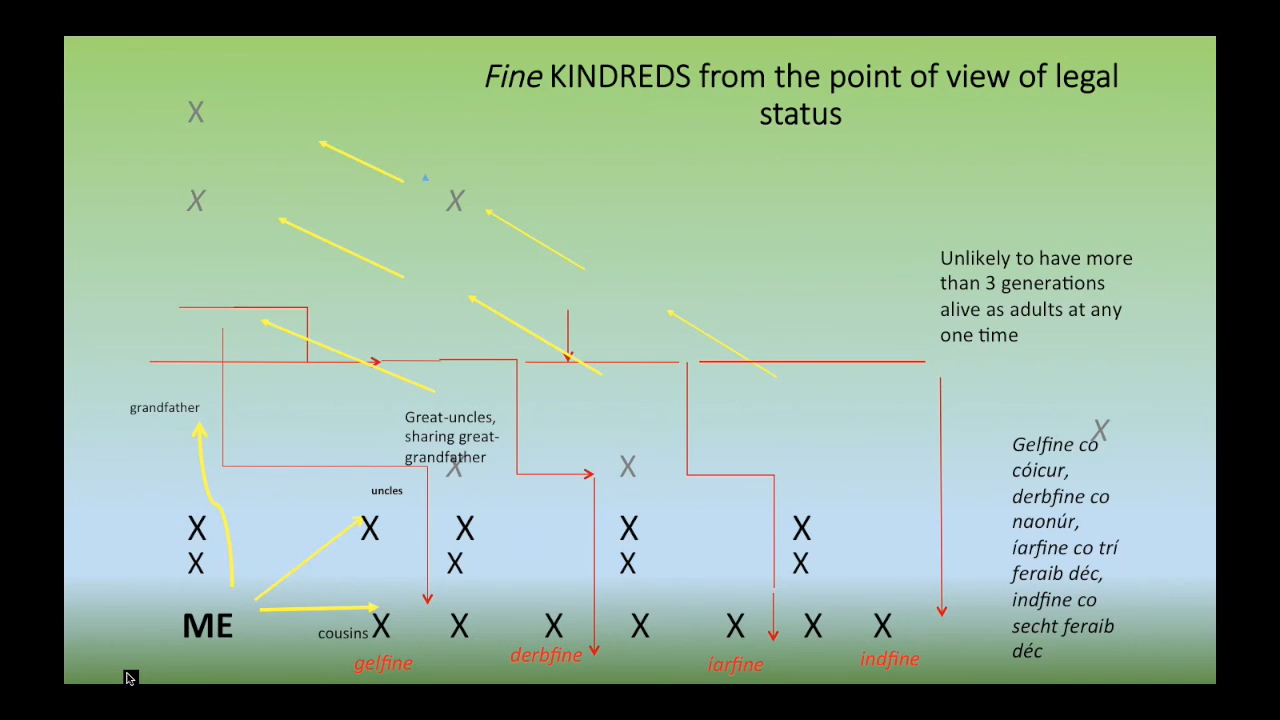 Fine KINDREDS from the point of view of legal
status
X
X X
Unlikely to have more
than 3 generations
alive as adults at any
one time
grandfather
Great-uncles,
sharing great-
grandfather
X X
X
Gelfine co
cóicur,
derbfine co
naonúr,
íarfine co trí
feraib déc,
indfine co
secht feraib
déc
uncles
X X X X X
X X X X
ME cousins X X X X X X X
gelfine derbfine íarfine indfine